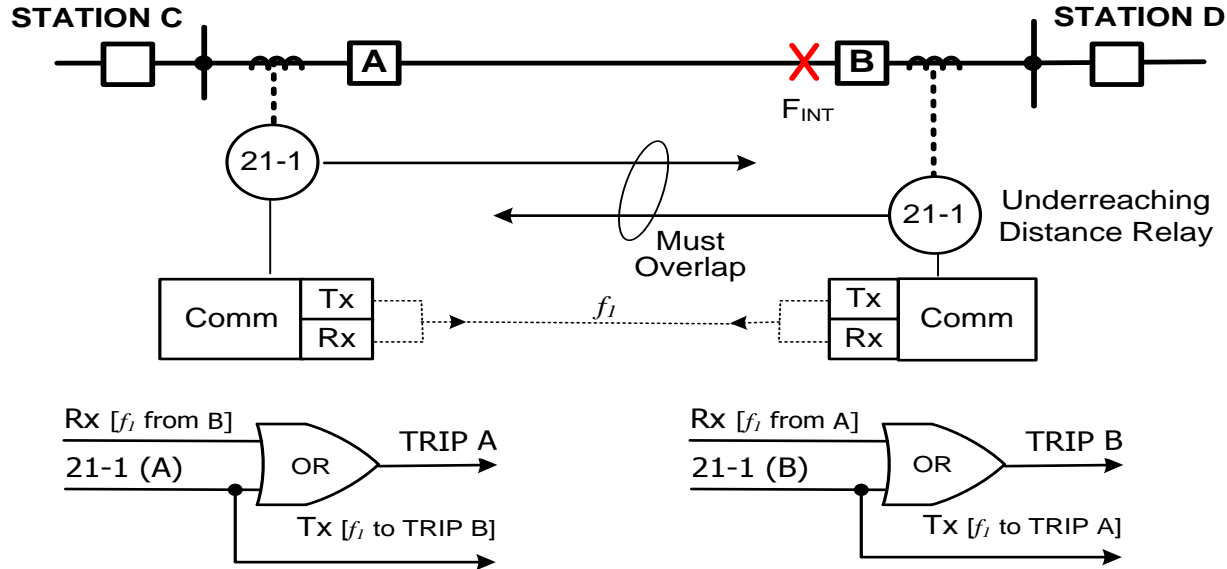 STATION C
STATION D
A
B
F_INT
21-1
21-1
Underreaching
Distance Relay
Must
Overlap
Comm
Tx
Rx
f1
Tx
Rx
Comm
Rx [f1 from B]
21-1 (A)
OR
TRIP A
Tx [f1 to TRIP B]
Rx [f1 from A]
21-1 (B)
OR
TRIP B
Tx [f1 to TRIP A]